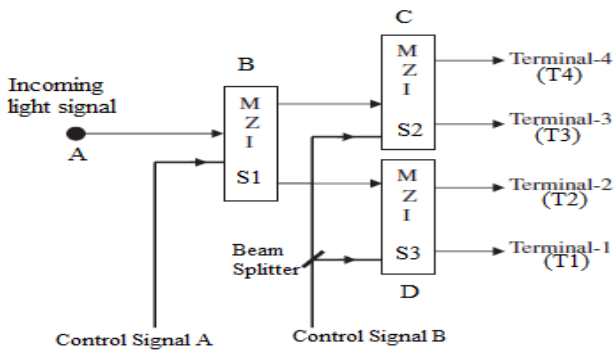 C
B
M
Z
I
S2
Terminal-4
(T4)
Terminal-3
(T3)
Incoming
light signal
A
M
Z
I
S1
M
Z
I
S3
Terminal-2
(T2)
Terminal-1
(T1)
Beam
Splitter
D
Control Signal A
Control Signal B